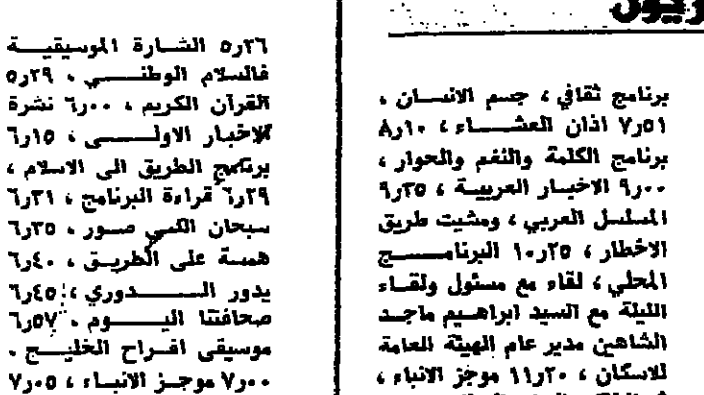 ريون
برنامج ثقافي ، جسم الانسان ،
٧٫٥١ اذان العشاء ، ٨٫١٠
برنامج الكلمة والنغم والحوار ،
٩٫٠٠ الاخبار العربية ، ٩٫٢٥
المسلسل العربي ، ومشيت طريق
الاخطار ، ١٠٫٢٥ البرنامج
المحلي ، لقاء مع مسئول ولقاء
الليلة مع السيد ابراهيم ماجد
الشاهين مدير عام الهيئة العامة
للاسكان ، ١١٫٢٠ موجز الانباء ،
٥٫٢٦ الشارة الموسيقية
فالسلام الوطني ، ٥٫٢٩
القرآن الكريم ، ٦٫٠٠ نشرة
الاخبار الاولى ، ٦٫١٥
برنامج الطريق الى الاسلام ،
٦٫٢٩ قراءة البرنامج ، ٦٫٣١
سبحان الله صور ، ٦٫٣٥
همسة على الطريق ، ٦٫٤٠
يدور الدوري ، ٦٫٤٥
صحافتنا اليوم ، ٦٫٥٧
موسيقى افراح الخليج ،
٧٫٠٠ موجز الانباء ، ٧٫٠٥